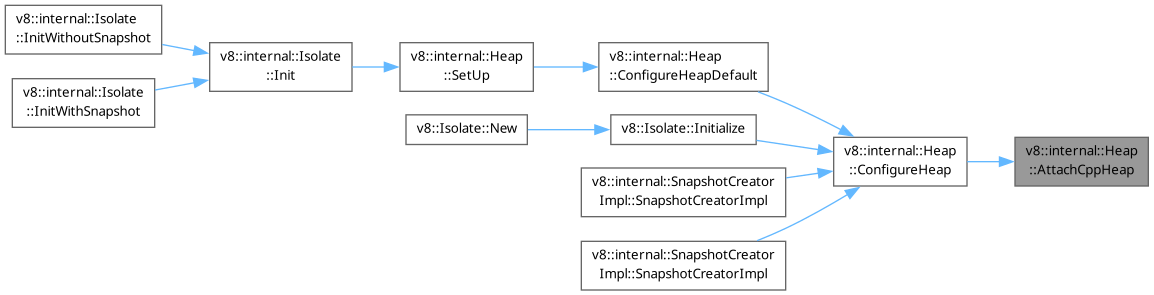 v8::internal::Isolate
::InitWithoutSnapshot
v8::internal::Isolate
::InitWithSnapshot
v8::internal::Isolate
::Init
v8::internal::Heap
::SetUp
v8::internal::Heap
::ConfigureHeapDefault
v8::Isolate::New
v8::Isolate::Initialize
v8::internal::SnapshotCreator
Impl::SnapshotCreatorImpl
v8::internal::SnapshotCreator
Impl::SnapshotCreatorImpl
v8::internal::Heap
::ConfigureHeap
v8::internal::Heap
::AttachCppHeap